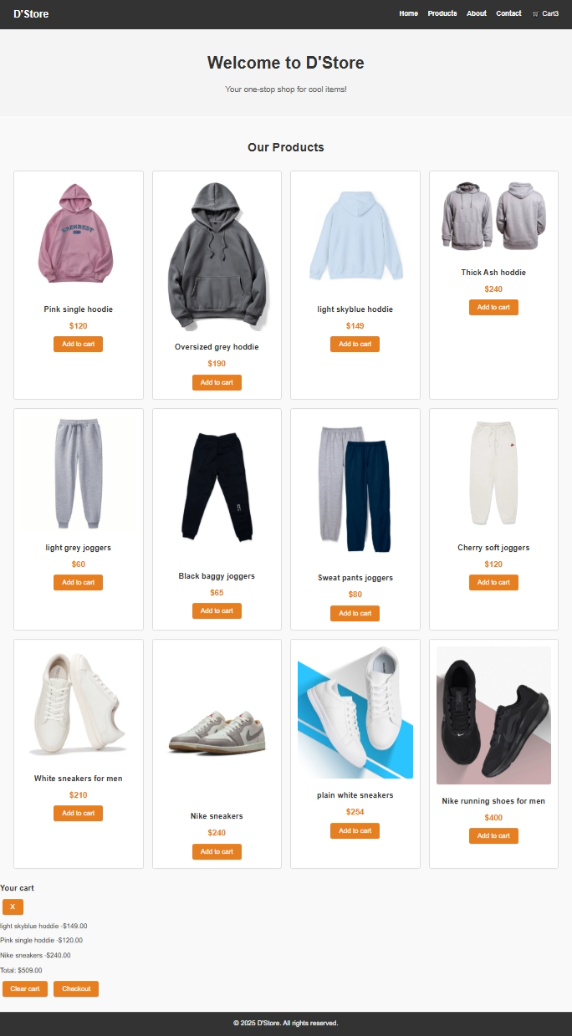 D'Store
Home Products About Contact 🛒 Cart3
Welcome to D'Store
Your one-stop shop for cool items!
Our Products
Pink single hoodie
$120
Add to cart
Oversized grey hoddie
$190
Add to cart
light skyblue hoddie
$149
Add to cart
Thick Ash hoddie
$240
Add to cart
light grey joggers
$60
Add to cart
Black baggy joggers
$65
Add to cart
Sweat pants joggers
$80
Add to cart
Cherry soft joggers
$120
Add to cart
White sneakers for men
$210
Add to cart
Nike sneakers
$240
Add to cart
plain white sneakers
$254
Add to cart
Nike running shoes for men
$400
Add to cart
Your cart
X
light skyblue hoddie -$149.00
Pink single hoodie -$120.00
Nike sneakers -$240.00
Total: $509.00
Clear cart Checkout
© 2025 D'Store. All rights reserved.